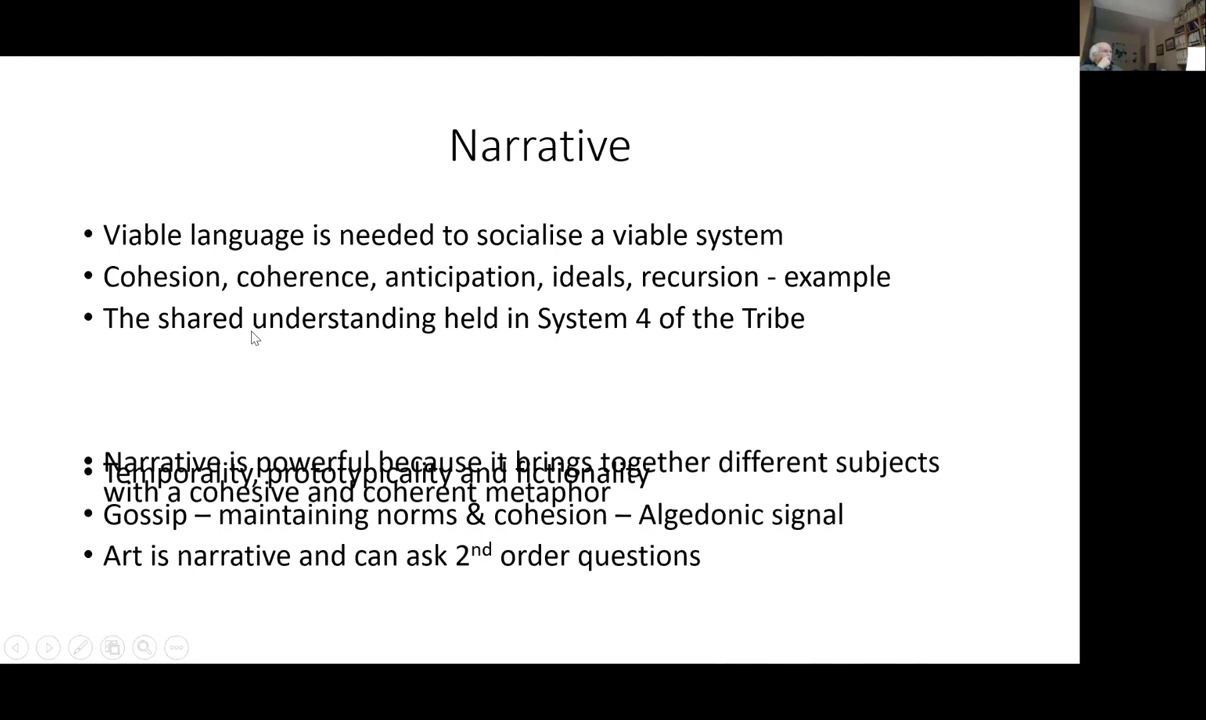 Narrative
• Viable language is needed to socialise a viable system
• Cohesion, coherence, anticipation, ideals, recursion - example
• The shared understanding held in System 4 of the Tribe
• Narrative is powerful because it brings together different subjects
• Temporality, prototypicality and fictionality
with a cohesive and coherent metaphor
• Gossip – maintaining norms & cohesion – Algedonic signal
• Art is narrative and can ask 2nd order questions